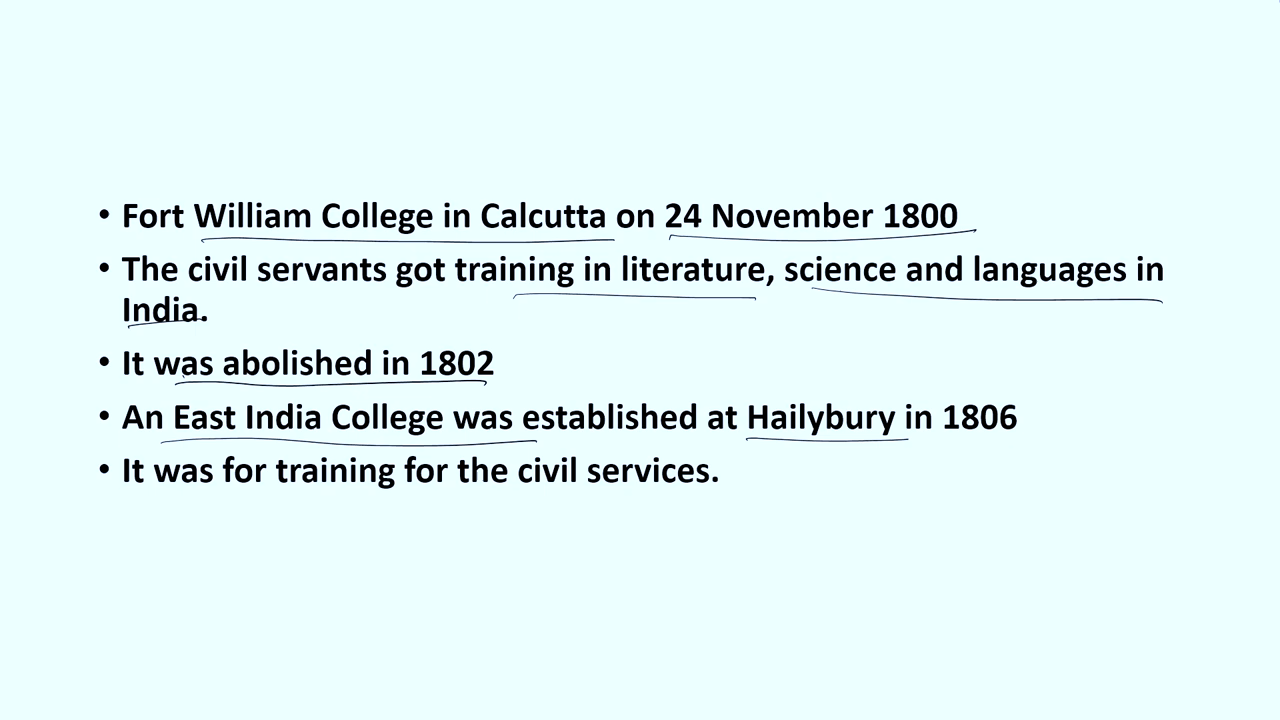 • Fort William College in Calcutta on 24 November 1800
• The civil servants got training in literature, science and languages in
India.
• It was abolished in 1802
• An East India College was established at Hailybury in 1806
• It was for training for the civil services.